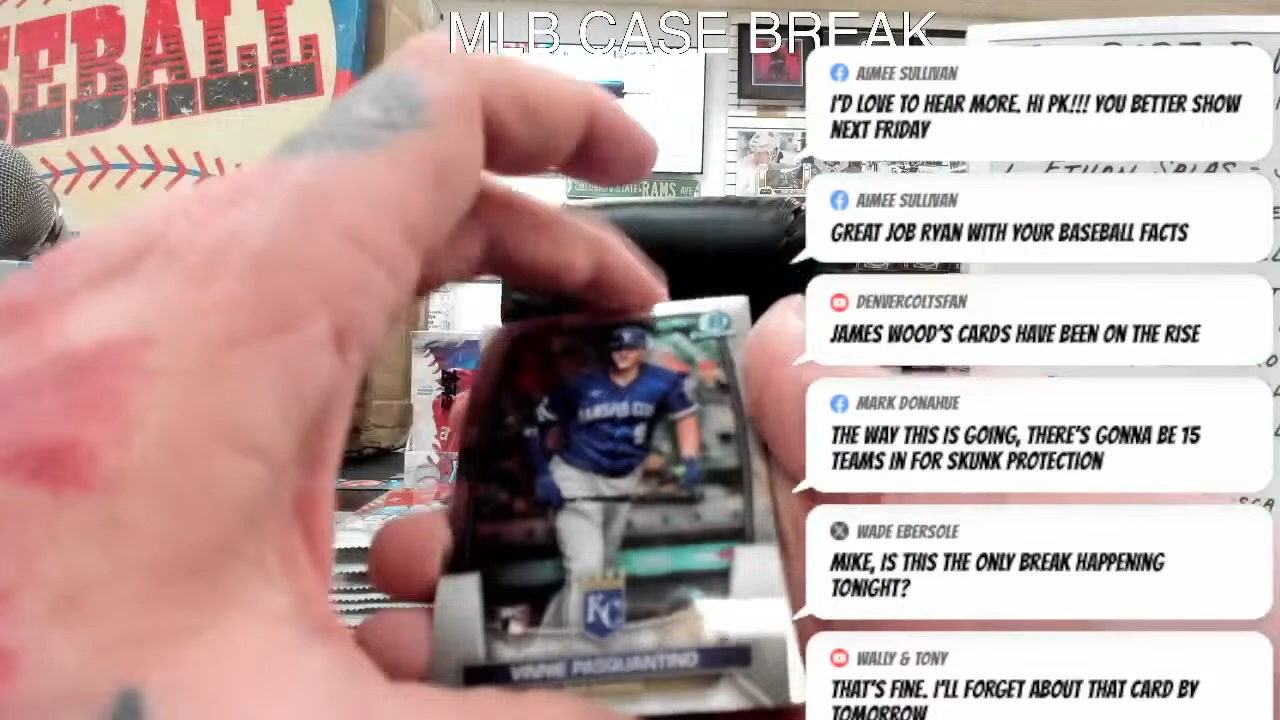 MLB CASE BREAK
BASEBALL
SEBALL
AIMEE SULLIVAN
I'D LOVE TO HEAR MORE. HI PK!!! YOU BETTER SHOW
NEXT FRIDAY
AIMEE SULLIVAN
GREAT JOB RYAN WITH YOUR BASEBALL FACTS
DENVERCOLTSFAN
JAMES WOOD'S CARDS HAVE BEEN ON THE RISE
MARK DONAHUE
THE WAY THIS IS GOING, THERE'S GONNA BE 15
TEAMS IN FOR SKUNK PROTECTION
WADE EBERSOLE
MIKE, IS THIS THE ONLY BREAK HAPPENING
TONIGHT?
WALLY & TONY
THAT'S FINE. I'LL FORGET ABOUT THAT CARD BY
TOMORROW
RAMS AVE
KANSAS CITY
9
KC
VINNIE PASQUANTINO